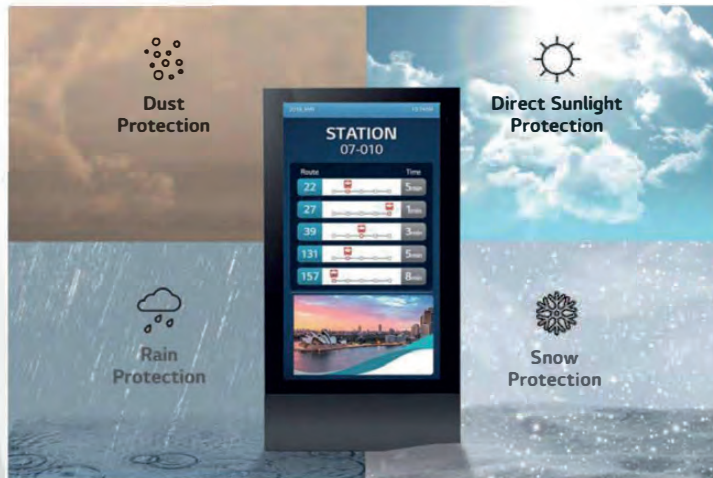 Dust
Protection
Direct Sunlight
Protection
STATION
07-010
Route Time
22 5min
27 1min
39 3min
131 5min
157 8min
Rain
Protection
Snow
Protection